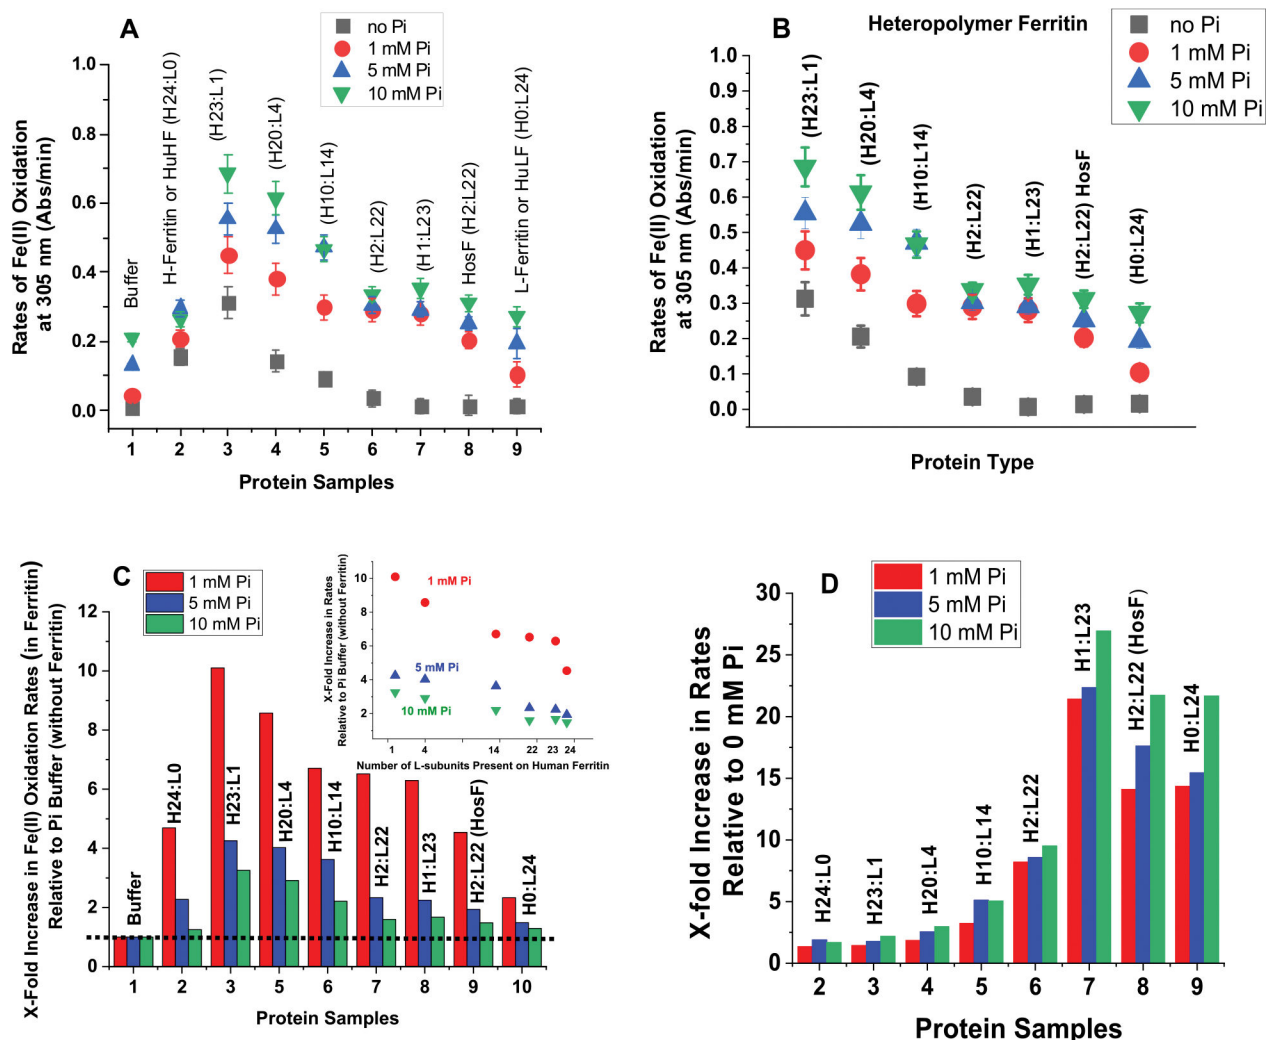 A
no Pi
1 mM Pi
5 mM Pi
10 mM Pi
Rates of Fe(II) Oxidation
at 305 nm (Abs/min)
1.0
0.8
0.6
0.4
0.2
0.0
Buffer
H-Ferritin or HuHF (H24:L0)
(H23:L1)
(H20:L4)
(H10:L14)
(H2:L22)
(H1:L23)
HosF (H2:L22)
L-Ferritin or HuLF (H0:L24)
1 2 3 4 5 6 7 8 9
Protein Samples
B
Heteropolymer Ferritin
no Pi
1 mM Pi
5 mM Pi
10 mM Pi
Rates of Fe(II) Oxidation
at 305 nm (Abs/min)
1.0
0.9
0.8
0.7
0.6
0.5
0.4
0.3
0.2
0.1
0.0
(H23:L1)
(H20:L4)
(H10:L14)
(H2:L22)
(H1:L23)
(H2:L22) HosF
(H0:L24)
Protein Type
C
1 mM Pi
5 mM Pi
10 mM Pi
X-Fold Increase in Fe(II) Oxidation Rates (in Ferritin)
Relative to Pi Buffer (without Ferritin)
12
10
8
6
4
2
0
Buffer
H24:L0
H23:L1
H20:L4
H10:L14
H2:L22
H1:L23
H2:L22 (HosF)
H0:L24
1 2 3 5 6 7 8 9 10
Protein Samples
X-Fold Increase in Rates
Relative to Pi Buffer (without Ferritin)
10
8
6
4
2
1 mM Pi
5 mM Pi
10 mM Pi
1 4 14 22 23 24
Number of L-subunits Present on Human Ferritin
D
1 mM Pi
5 mM Pi
10 mM Pi
X-fold Increase in Rates
Relative to 0 mM Pi
30
25
20
15
10
5
0
H24:L0
H23:L1
H20:L4
H10:L14
H2:L22
H1:L23
H2:L22 (HosF)
H0:L24
2 3 4 5 6 7 8 9
Protein Samples